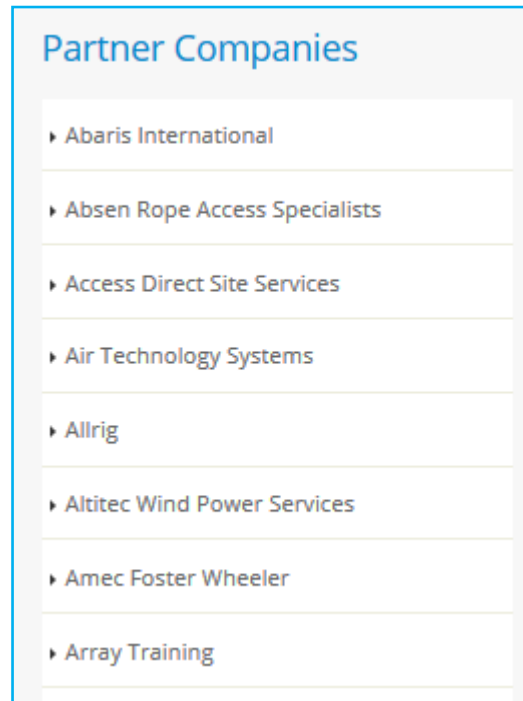 Partner Companies
Abaris International
Absen Rope Access Specialists
Access Direct Site Services
Air Technology Systems
Allrig
Altitec Wind Power Services
Amec Foster Wheeler
Array Training